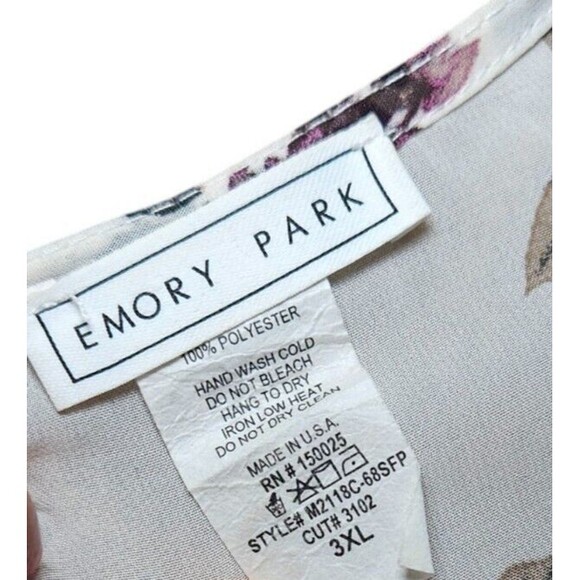 EMORY PARK
100% POLYESTER
HAND WASH COLD
DO NOT BLEACH
HANG TO DRY
IRON LOW HEAT
DO NOT DRY CLEAN
MADE IN U.S.A.
RN # 150025
STYLE# M2118C-68SFP
CUT# 3102
3XL